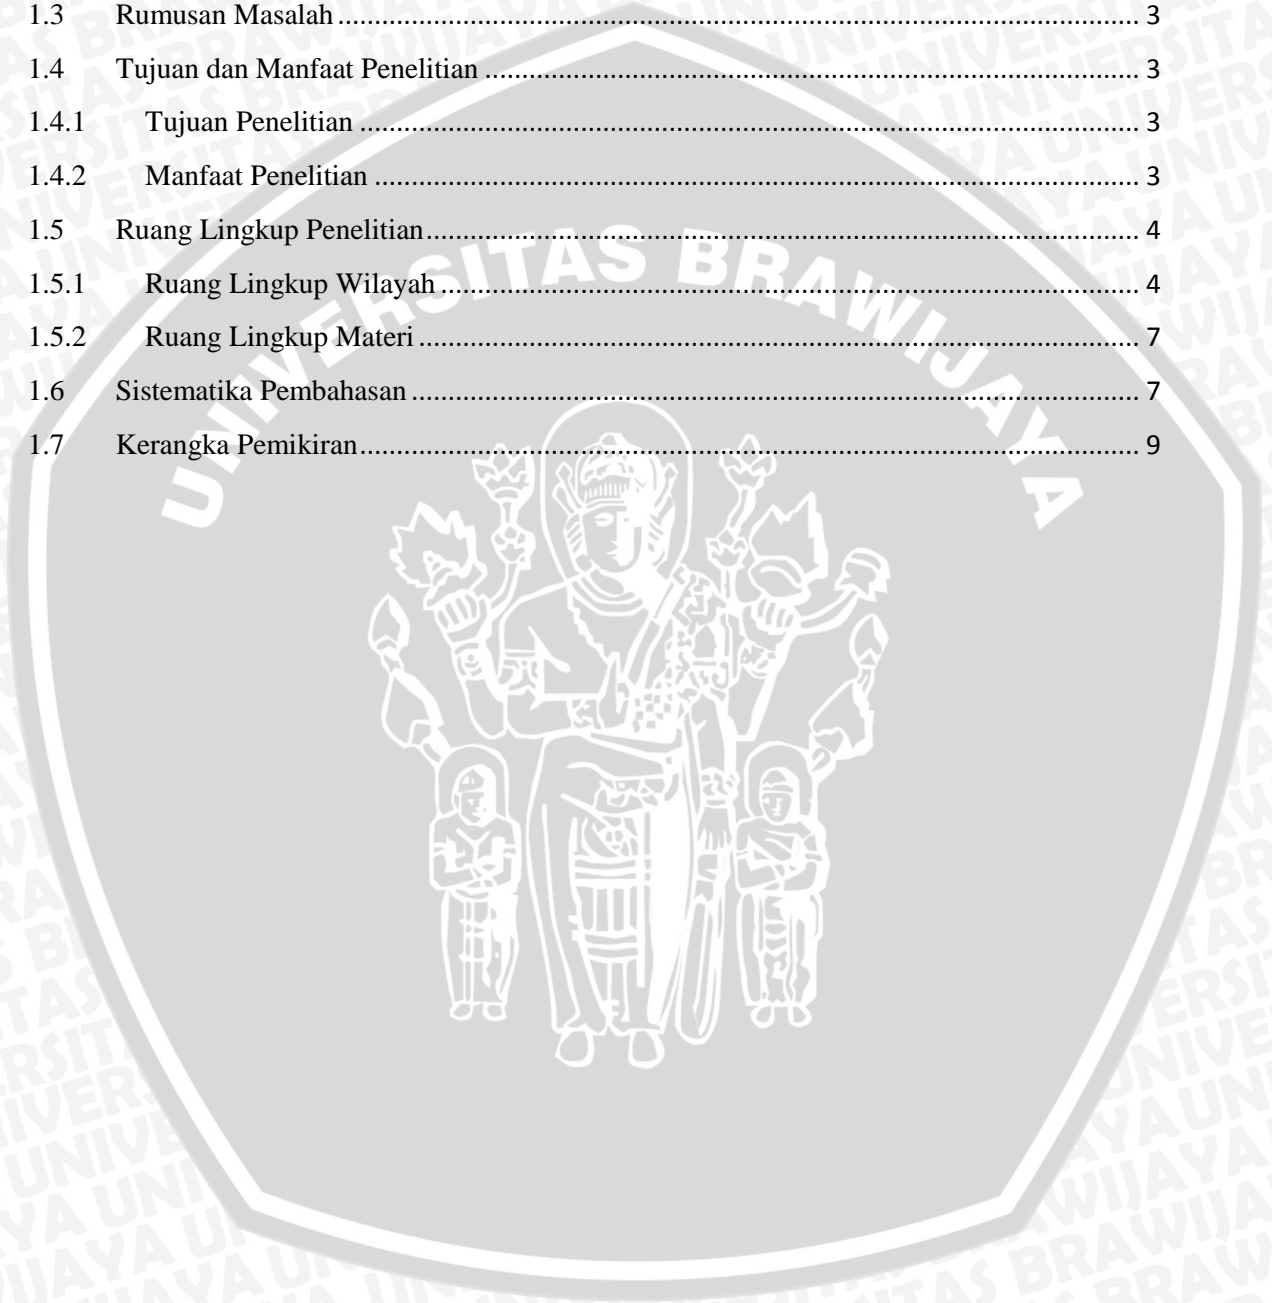 1.3 Rumusan Masalah ........................................................ 3
1.4 Tujuan dan Manfaat Penelitian ........................................................ 3
1.4.1 Tujuan Penelitian ........................................................ 3
1.4.2 Manfaat Penelitian ........................................................ 3
1.5 Ruang Lingkup Penelitian ........................................................ 4
1.5.1 Ruang Lingkup Wilayah ........................................................ 4
1.5.2 Ruang Lingkup Materi ........................................................ 7
1.6 Sistematika Pembahasan ........................................................ 7
1.7 Kerangka Pemikiran ........................................................ 9
UNIVERSITAS BRAWIJAYA